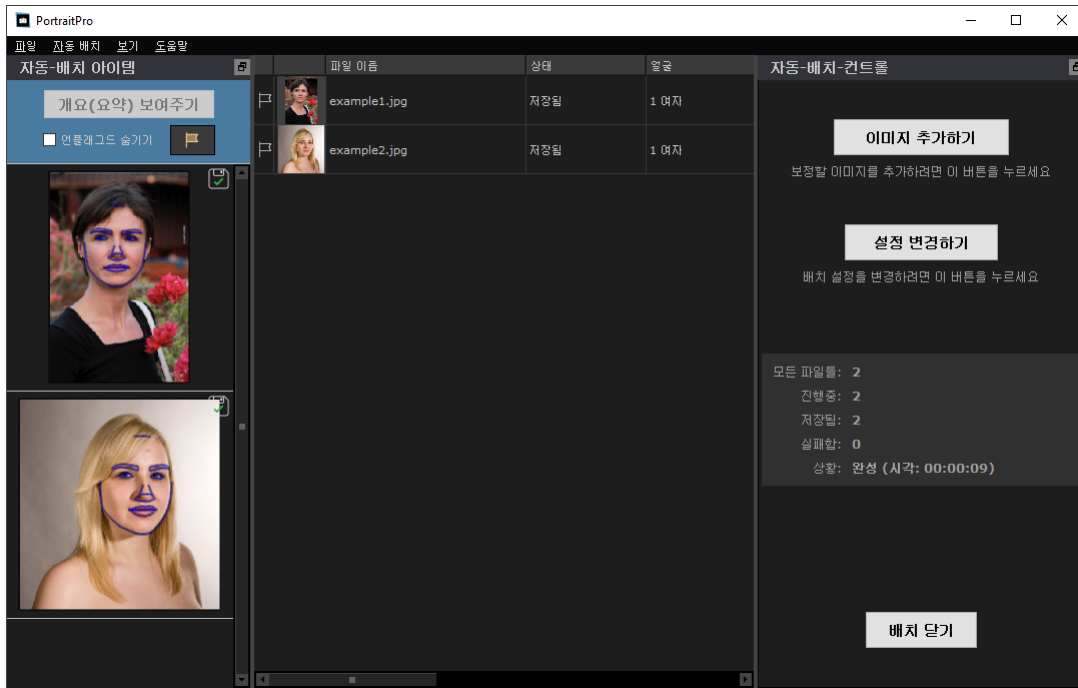 PortraitPro
파일 자동 배치 보기 도움말
자동-배치 아이템
개요(요약) 보여주기
언플래그드 숨기기
파일 이음 상태 얼굴
example1.jpg 저장됨 1 여자
example2.jpg 저장됨 1 여자
자동-배치-컨트롤
이미지 추가하기
보정할 이미지를 추가하려면 이 버튼을 누르세요
설정 변경하기
배치 설정을 변경하려면 이 버튼을 누르세요
모든 파일들: 2
진행중: 2
저장됨: 2
실패함: 0
상황: 완성 (시각: 00:00:09)
배치 닫기